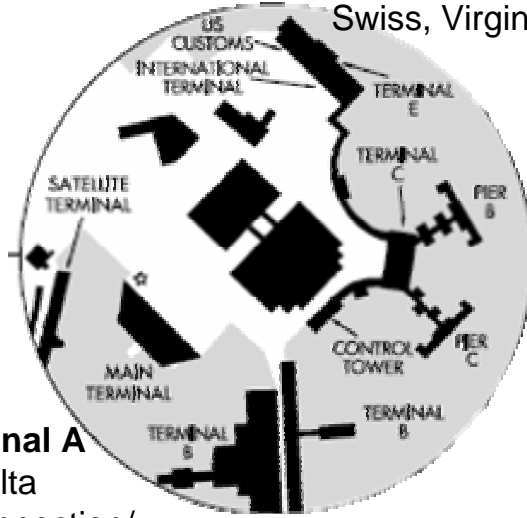 Swiss, Virgin
US
CUSTOMS
INTERNATIONAL
TERMINAL
TERMINAL
E
TERMINAL
C
SATELLITE
TERMINAL
PIER
B
CONTROL
TOWER
PIER
C
MAIN
TERMINAL
TERMINAL
B
TERMINAL
B
nal A
lta